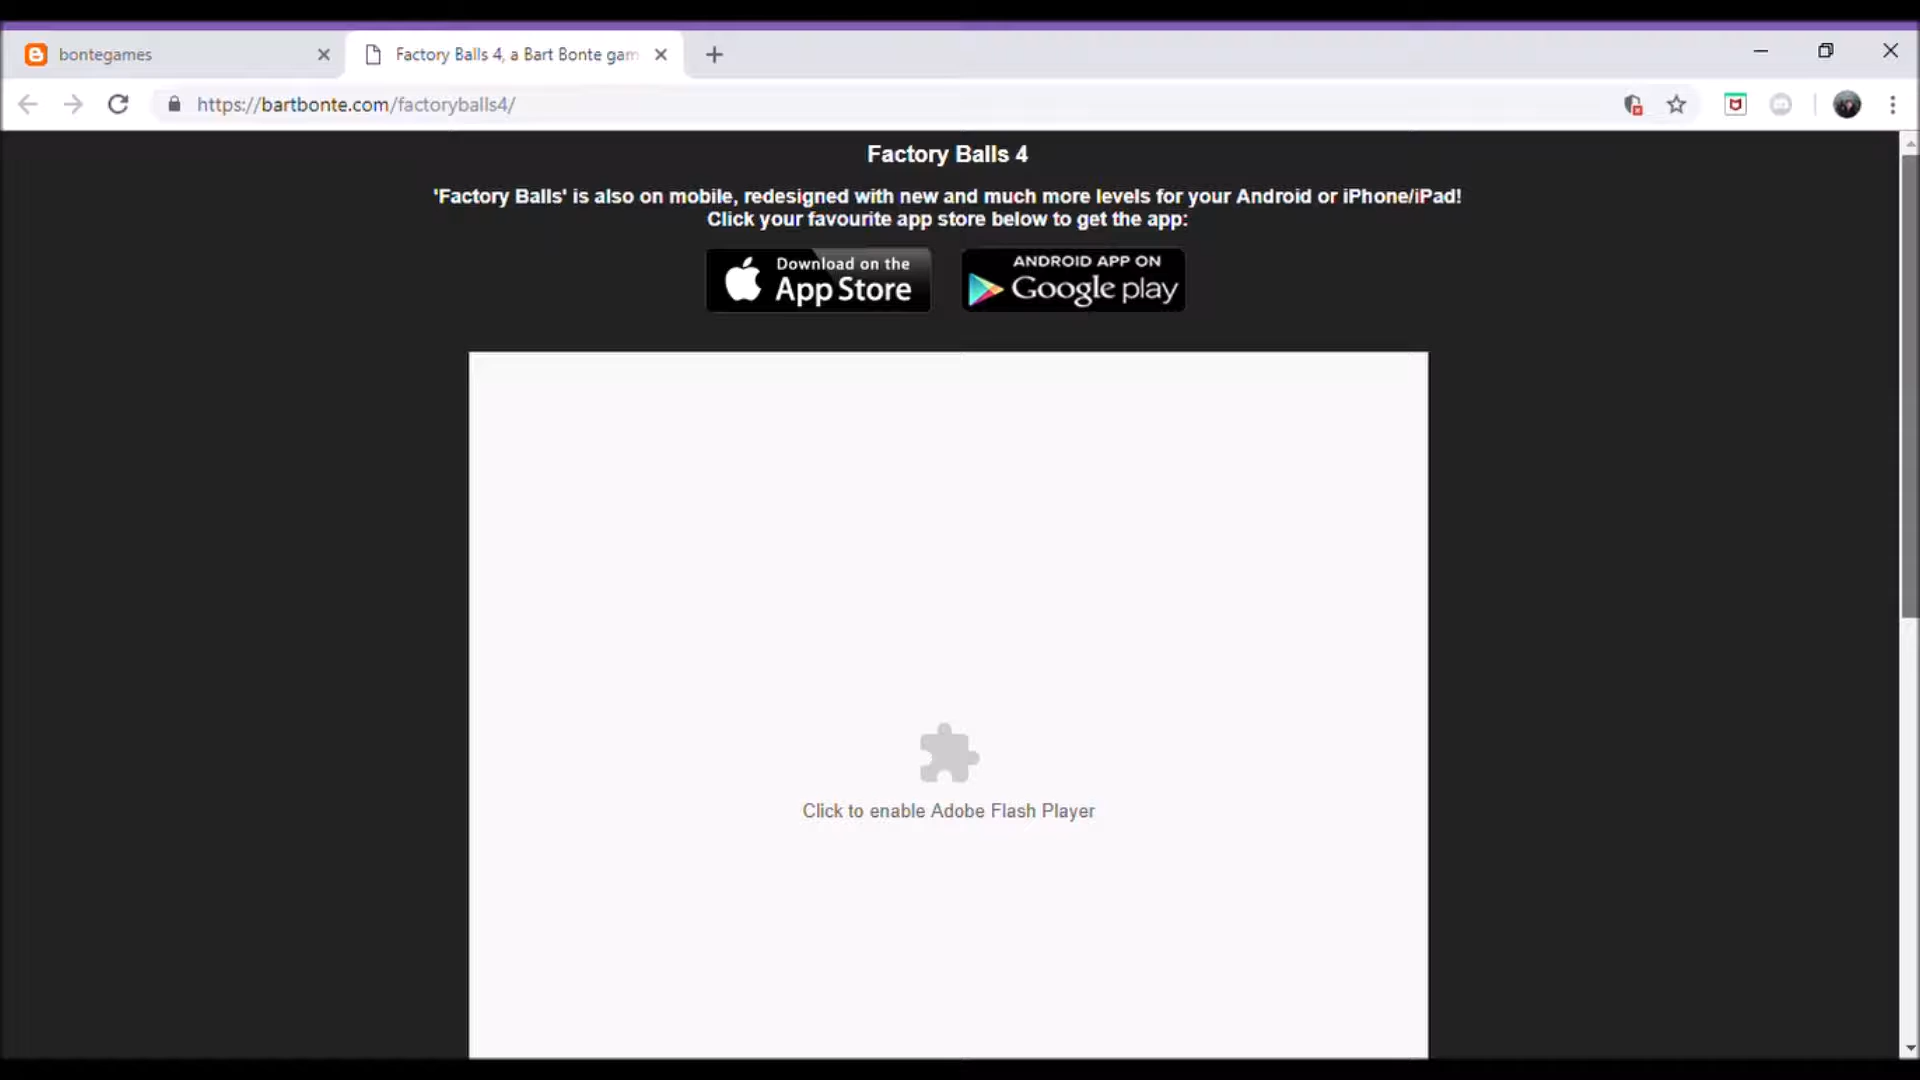 bontegames
Factory Balls 4, a Bart Bonte gam
https://bartbonte.com/factoryballs4/
Factory Balls 4
'Factory Balls' is also on mobile, redesigned with new and much more levels for your Android or iPhone/iPad!
Click your favourite app store below to get the app:
Download on the
App Store
ANDROID APP ON
Google play
Click to enable Adobe Flash Player